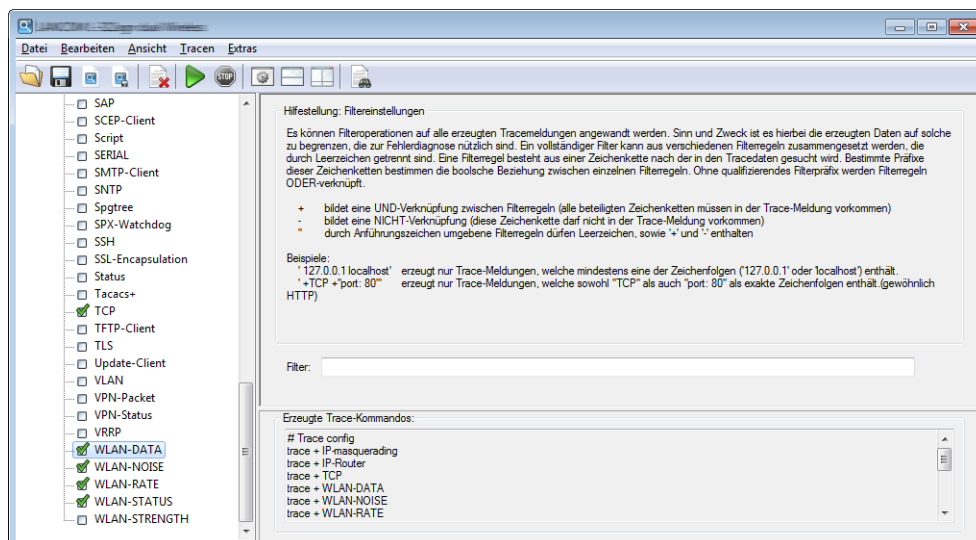 Datei Bearbeiten Ansicht Tracen Extras
STOP
SAP
SCEP-Client
Script
SERIAL
SMTP-Client
SNTP
Spgtree
SPX-Watchdog
SSH
SSL-Encapsulation
Status
Tacacs+
TCP
TFTP-Client
TLS
Update-Client
VLAN
VPN-Packet
VPN-Status
VRRP
WLAN-DATA
WLAN-NOISE
WLAN-RATE
WLAN-STATUS
WLAN-STRENGTH
Hilfestellung: Filtereinstellungen
Es können Filteroperationen auf alle erzeugten Tracemeldungen angewandt werden. Sinn und Zweck ist es hierbei die erzeugten Daten auf solche
zu begrenzen, die zur Fehlerdiagnose nützlich sind. Ein vollständiger Filter kann aus verschiedenen Filterregeln zusammengesetzt werden, die
durch Leerzeichen getrennt sind. Eine Filterregel besteht aus einer Zeichenkette nach der in den Tracedaten gesucht wird. Bestimmte Präfixe
dieser Zeichenketten bestimmen die boolsche Beziehung zwischen einzelnen Filterregeln. Ohne qualifizierendes Filterpräfix werden Filterregeln
ODER-verknüpft.
+ bildet eine UND-Verknüpfung zwischen Filterregeln (alle beteiligten Zeichenketten müssen in der Trace-Meldung vorkommen)
- bildet eine NICHT-Verknüpfung (diese Zeichenkette darf nicht in der Trace-Meldung vorkommen)
" durch Anführungszeichen umgebene Filterregeln dürfen Leerzeichen, sowie '+' und '-' enthalten
Beispiele:
' 127.0.0.1 localhost' erzeugt nur Trace-Meldungen, welche mindestens eine der Zeichenfolgen ('127.0.0.1' oder 'localhost') enthält.
' +TCP +"port: 80"' erzeugt nur Trace-Meldungen, welche sowohl "TCP" als auch "port: 80" als exakte Zeichenfolgen enthält.(gewöhnlich
HTTP)
Filter:
Erzeugte Trace-Kommandos:
# Trace config
trace + IP-masquerading
trace + IP-Router
trace + TCP
trace + WLAN-DATA
trace + WLAN-NOISE
trace + WLAN-RATE